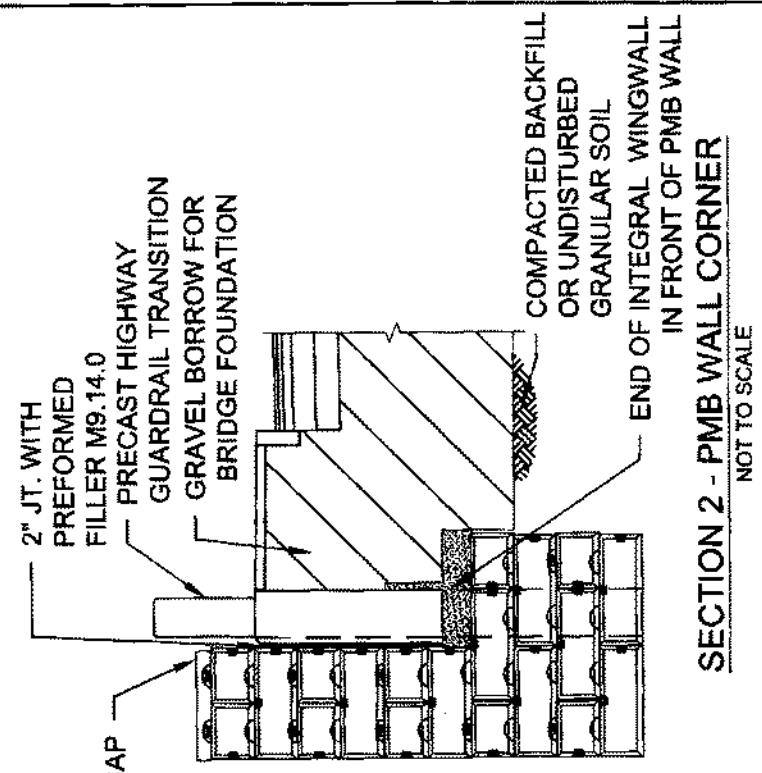 2" JT. WITH
PREFORMED
FILLER M9.14.0
PRECAST HIGHWAY
GUARDRAIL TRANSITION
GRAVEL BORROW FOR
BRIDGE FOUNDATION
AP
COMPACTED BACKFILL
OR UNDISTURBED
GRANULAR SOIL
END OF INTEGRAL WINGWALL
IN FRONT OF PMB WALL
SECTION 2 - PMB WALL CORNER
NOT TO SCALE